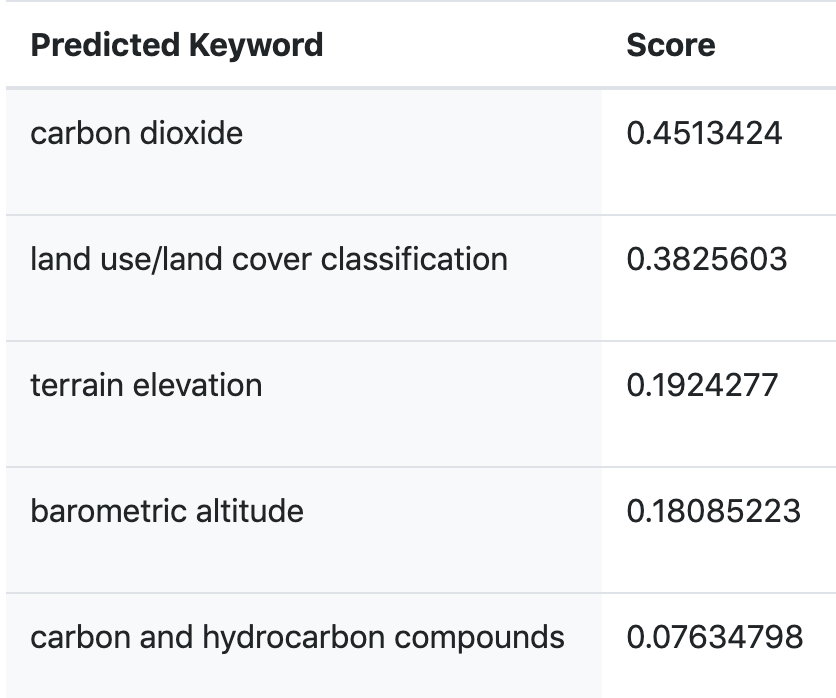 Predicted Keyword Score
carbon dioxide 0.4513424
land use/land cover classification 0.3825603
terrain elevation 0.1924277
barometric altitude 0.18085223
carbon and hydrocarbon compounds 0.07634798